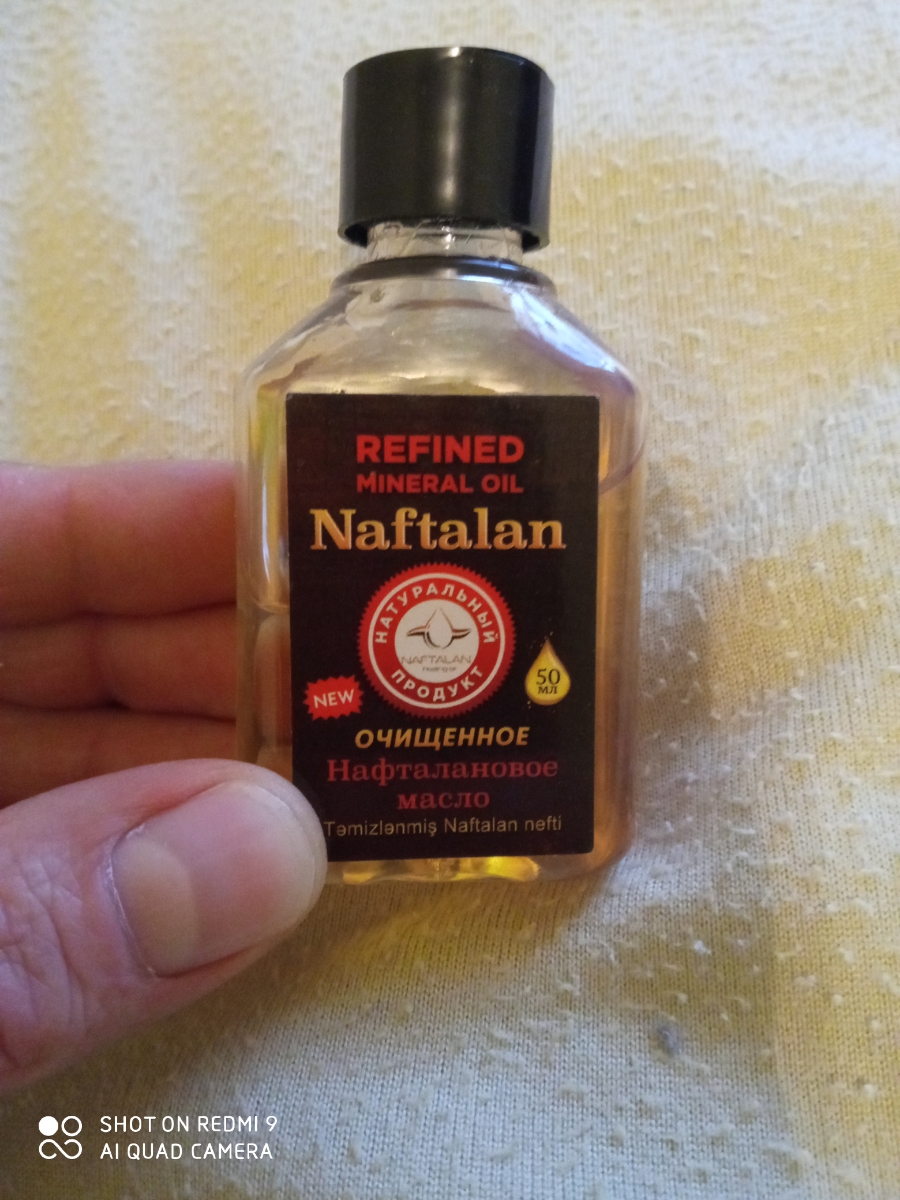 REFINED
MINERAL OIL
Naftalan
НАТУРАЛЬНЫЙ
NAFTALAN
ПРОДУКТ
NEW
50
МЛ
ОЧИЩЕННОЕ
Нафталановое
масло
Təmizlənmiş Naftalan nefti
SHOT ON REDMI 9
AI QUAD CAMERA